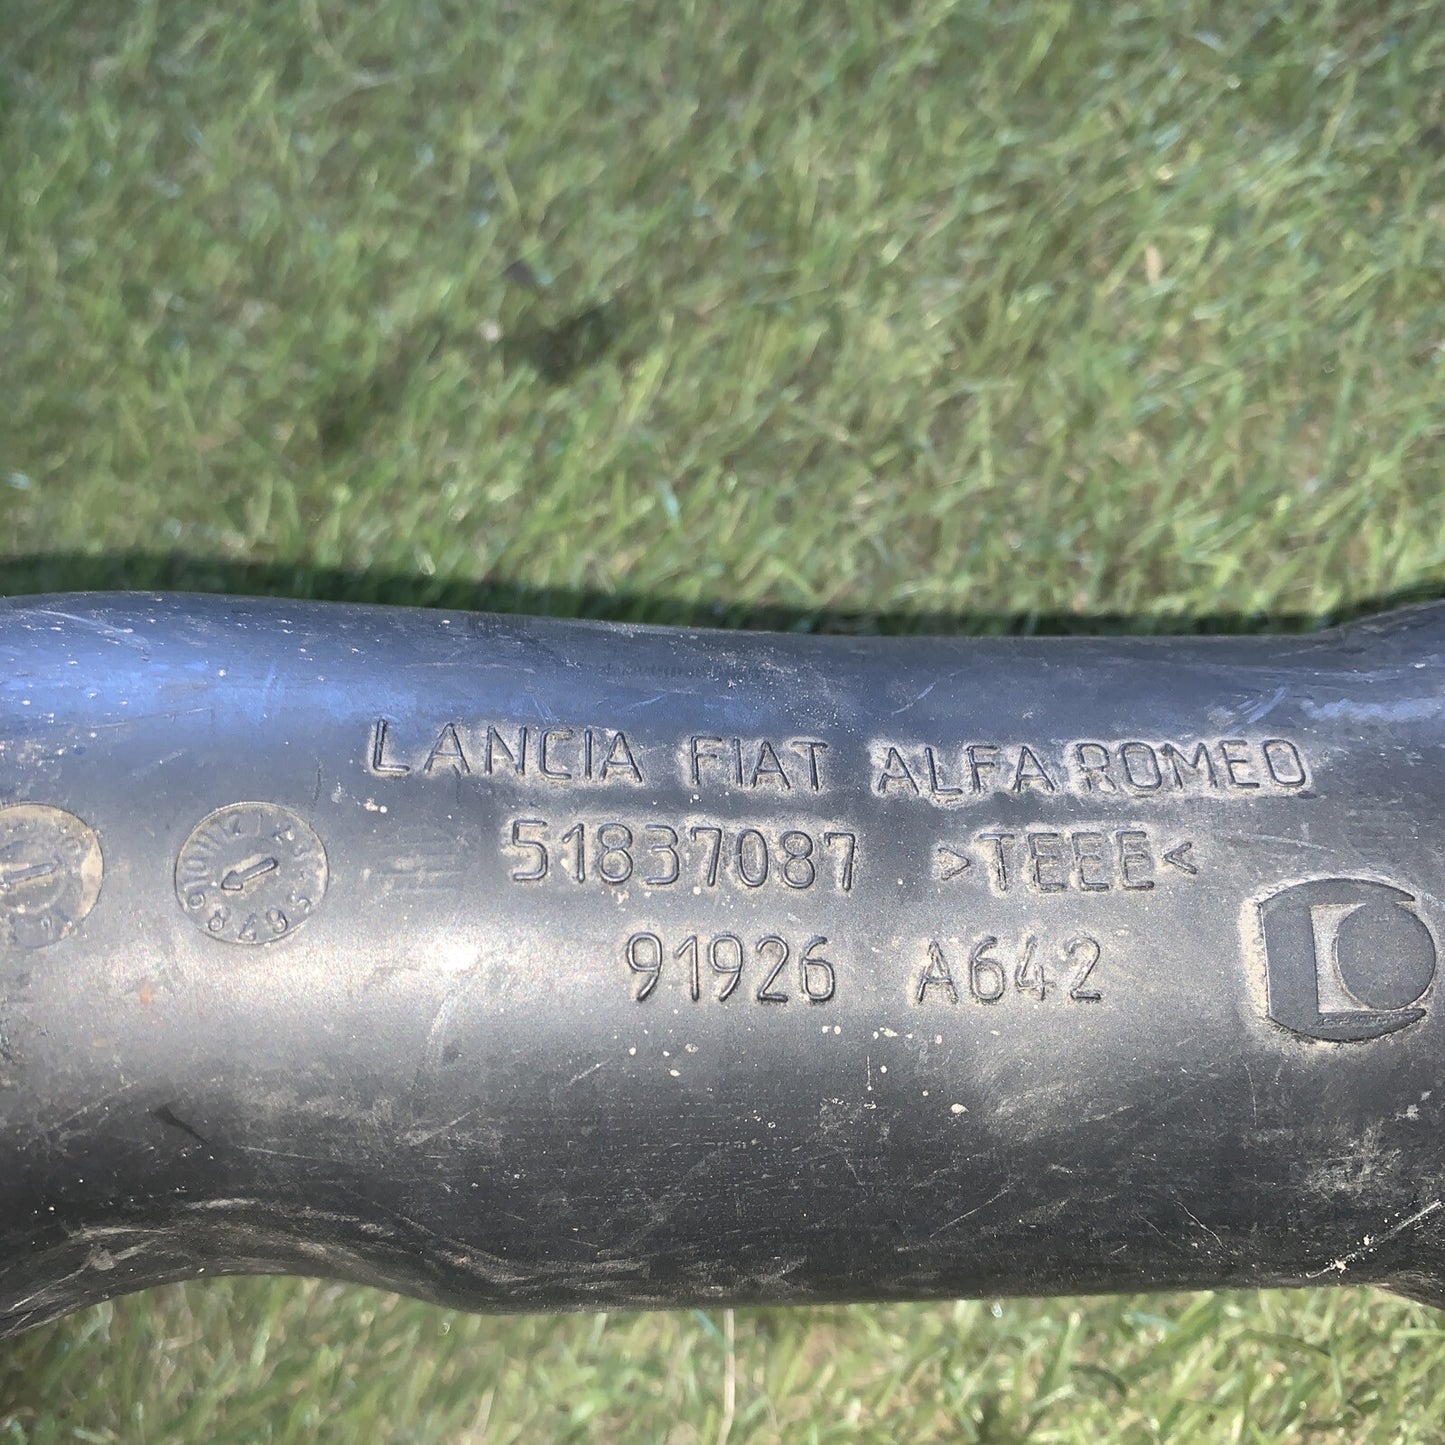 LANCIA FIAT ALFA ROMEO
51837087 >TEEE<
91926 A642